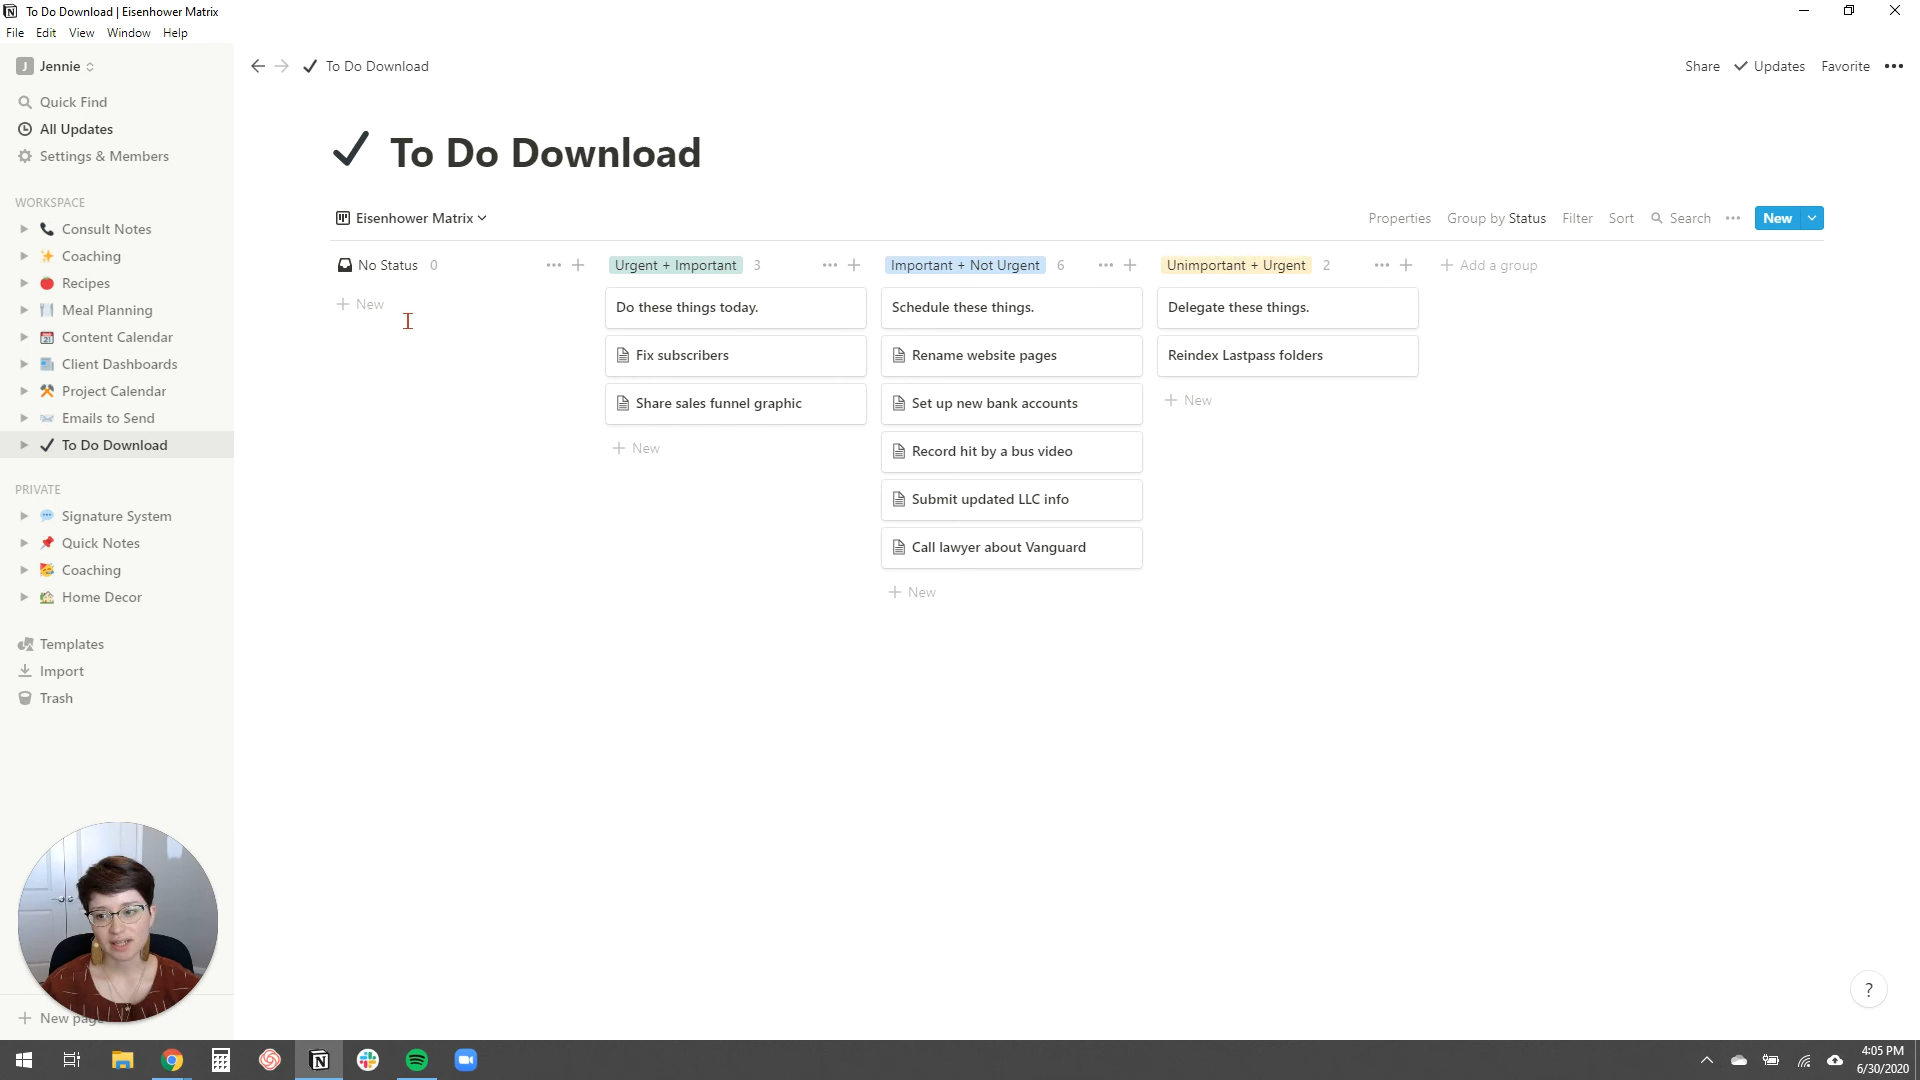 To Do Download | Eisenhower Matrix
File Edit View Window Help
J Jennie
Quick Find
All Updates
Settings & Members
WORKSPACE
Consult Notes
Coaching
Recipes
Meal Planning
Content Calendar
Client Dashboards
Project Calendar
Emails to Send
To Do Download
PRIVATE
Signature System
Quick Notes
Coaching
Home Decor
Templates
Import
Trash
+ New page
To Do Download
Share Updates Favorite •••
To Do Download
Eisenhower Matrix
Properties Group by Status Filter Sort Search ••• New
No Status 0 ••• +
+ New
Urgent + Important 3 ••• +
Do these things today.
Fix subscribers
Share sales funnel graphic
+ New
Important + Not Urgent 6 ••• +
Schedule these things.
Rename website pages
Set up new bank accounts
Record hit by a bus video
Submit updated LLC info
Call lawyer about Vanguard
+ New
Unimportant + Urgent 2 ••• +
Delegate these things.
Reindex Lastpass folders
+ New
+ Add a group
?
4:05 PM
6/30/2020